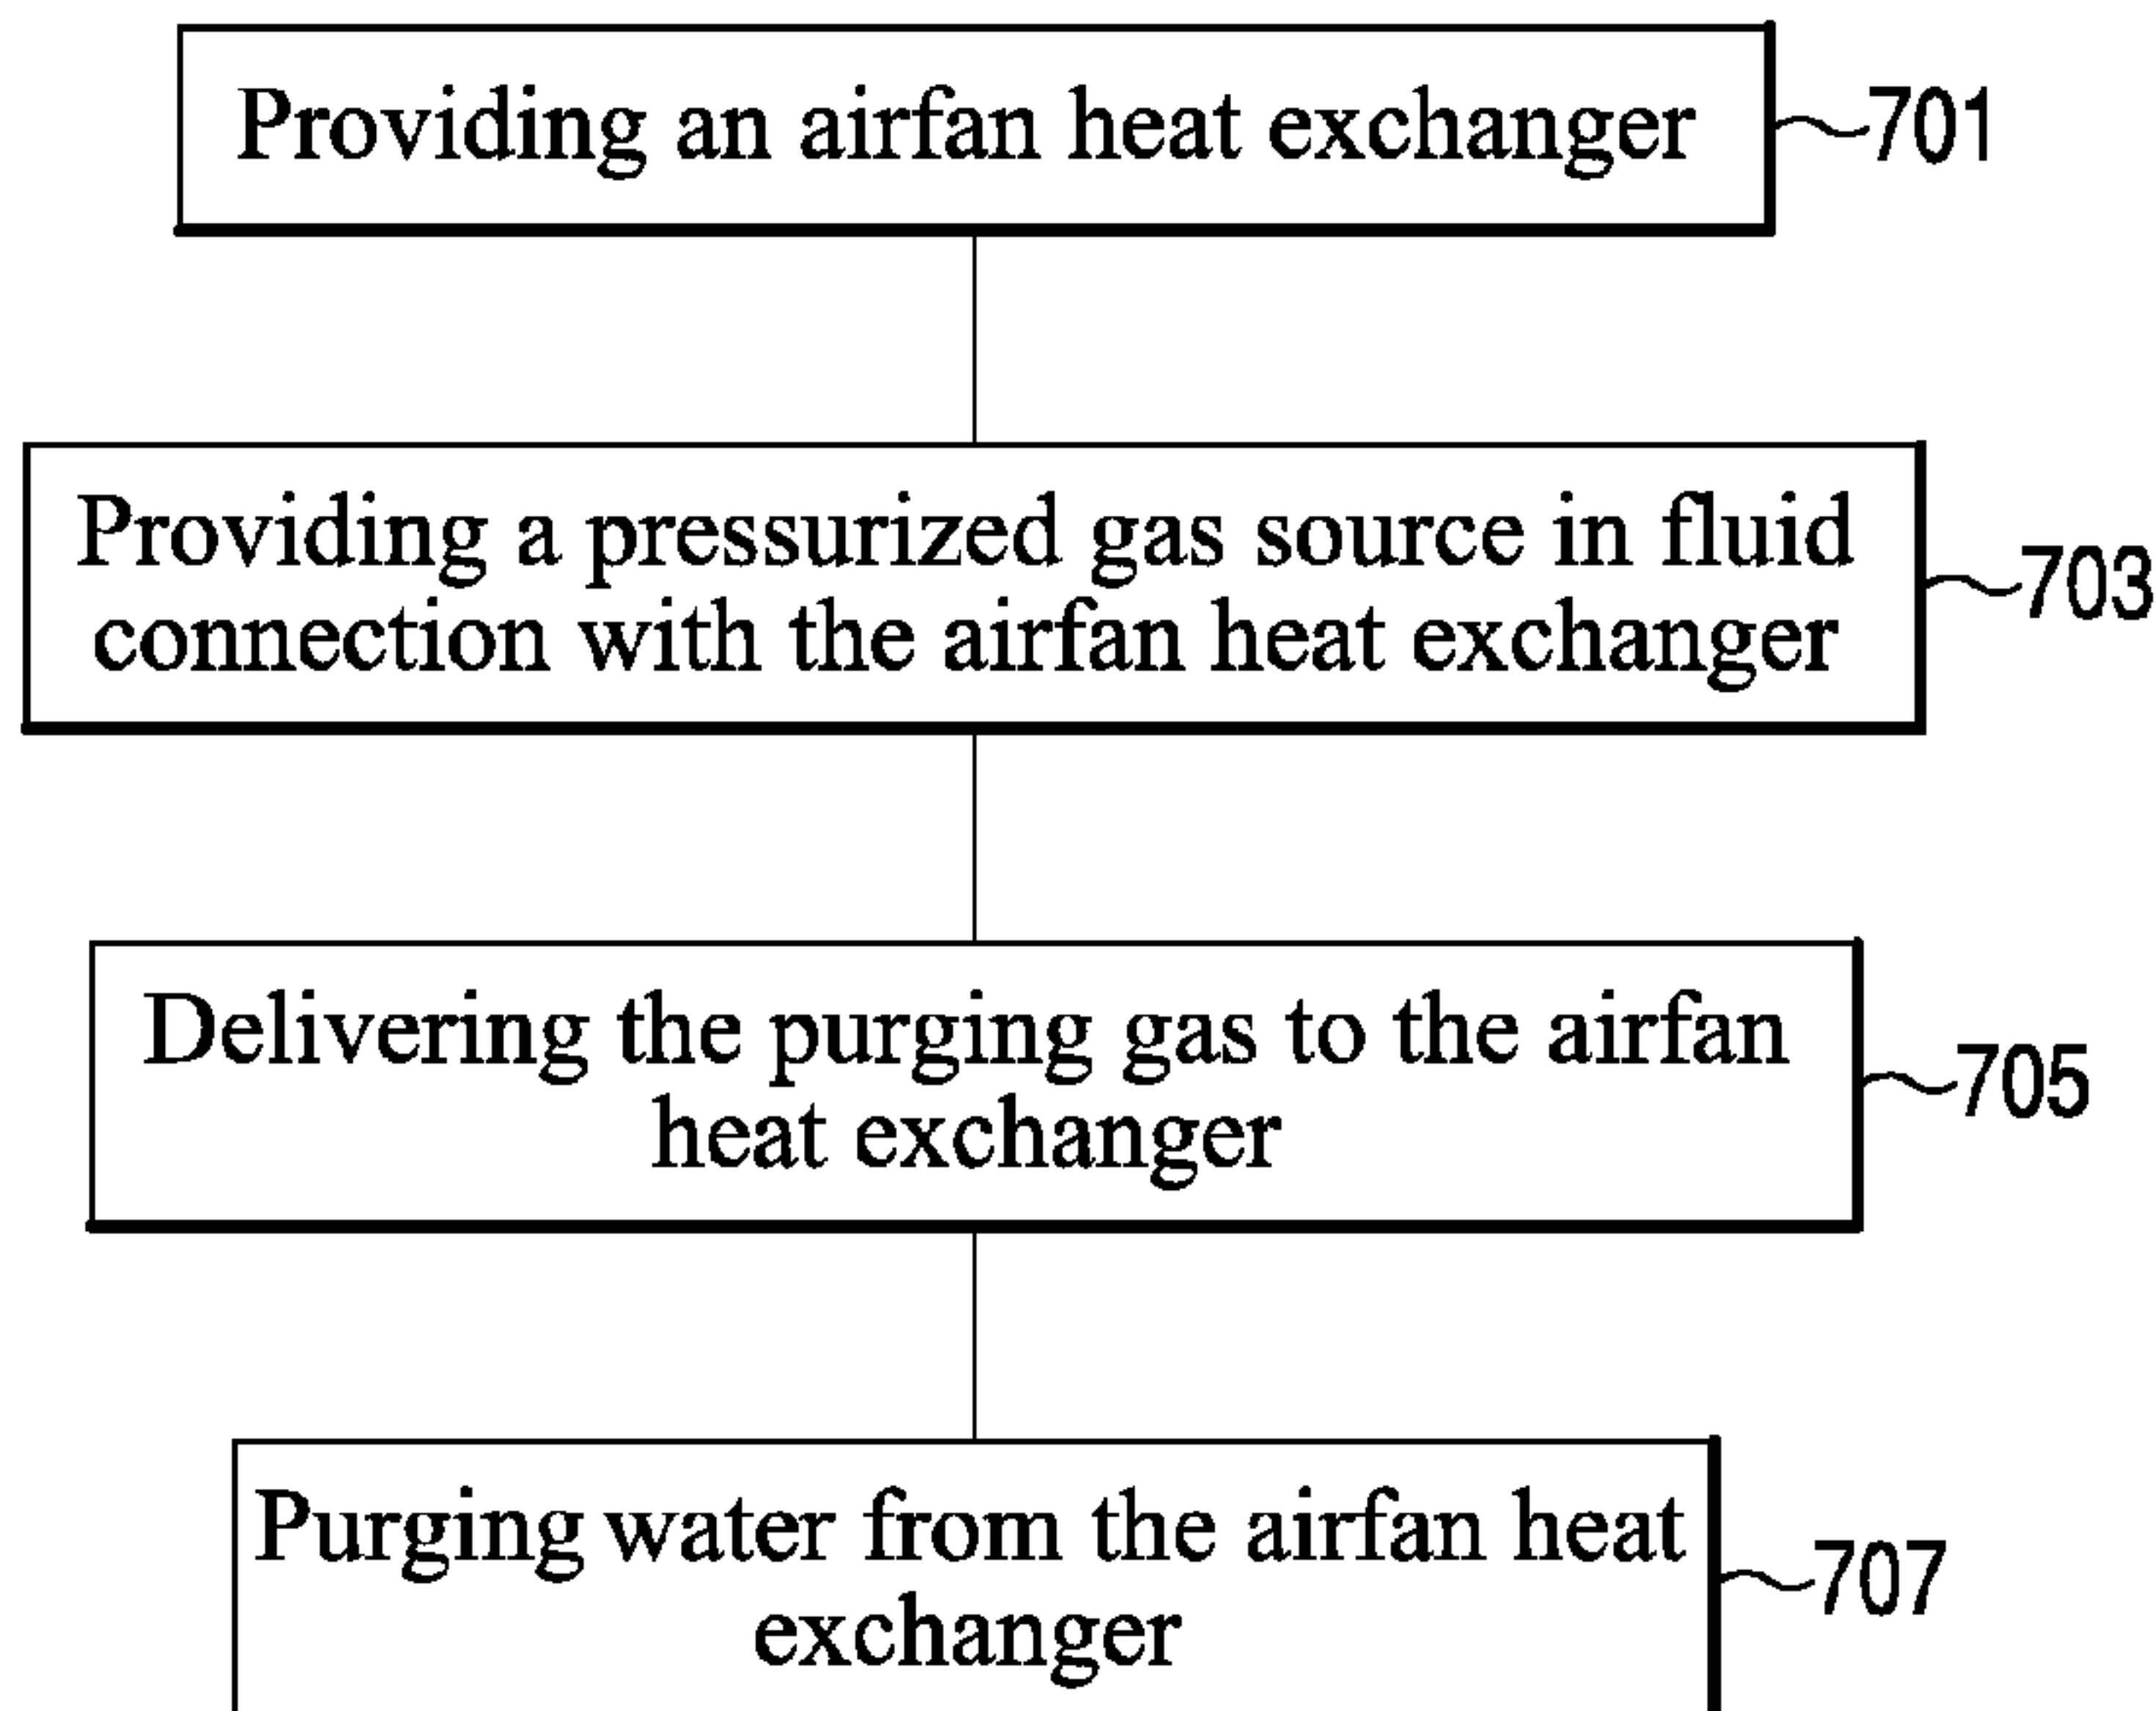 Providing an airfan heat exchanger
701
Providing a pressurized gas source in fluid
connection with the airfan heat exchanger
703
Delivering the purging gas to the airfan
heat exchanger
705
Purging water from the airfan heat
exchanger
707